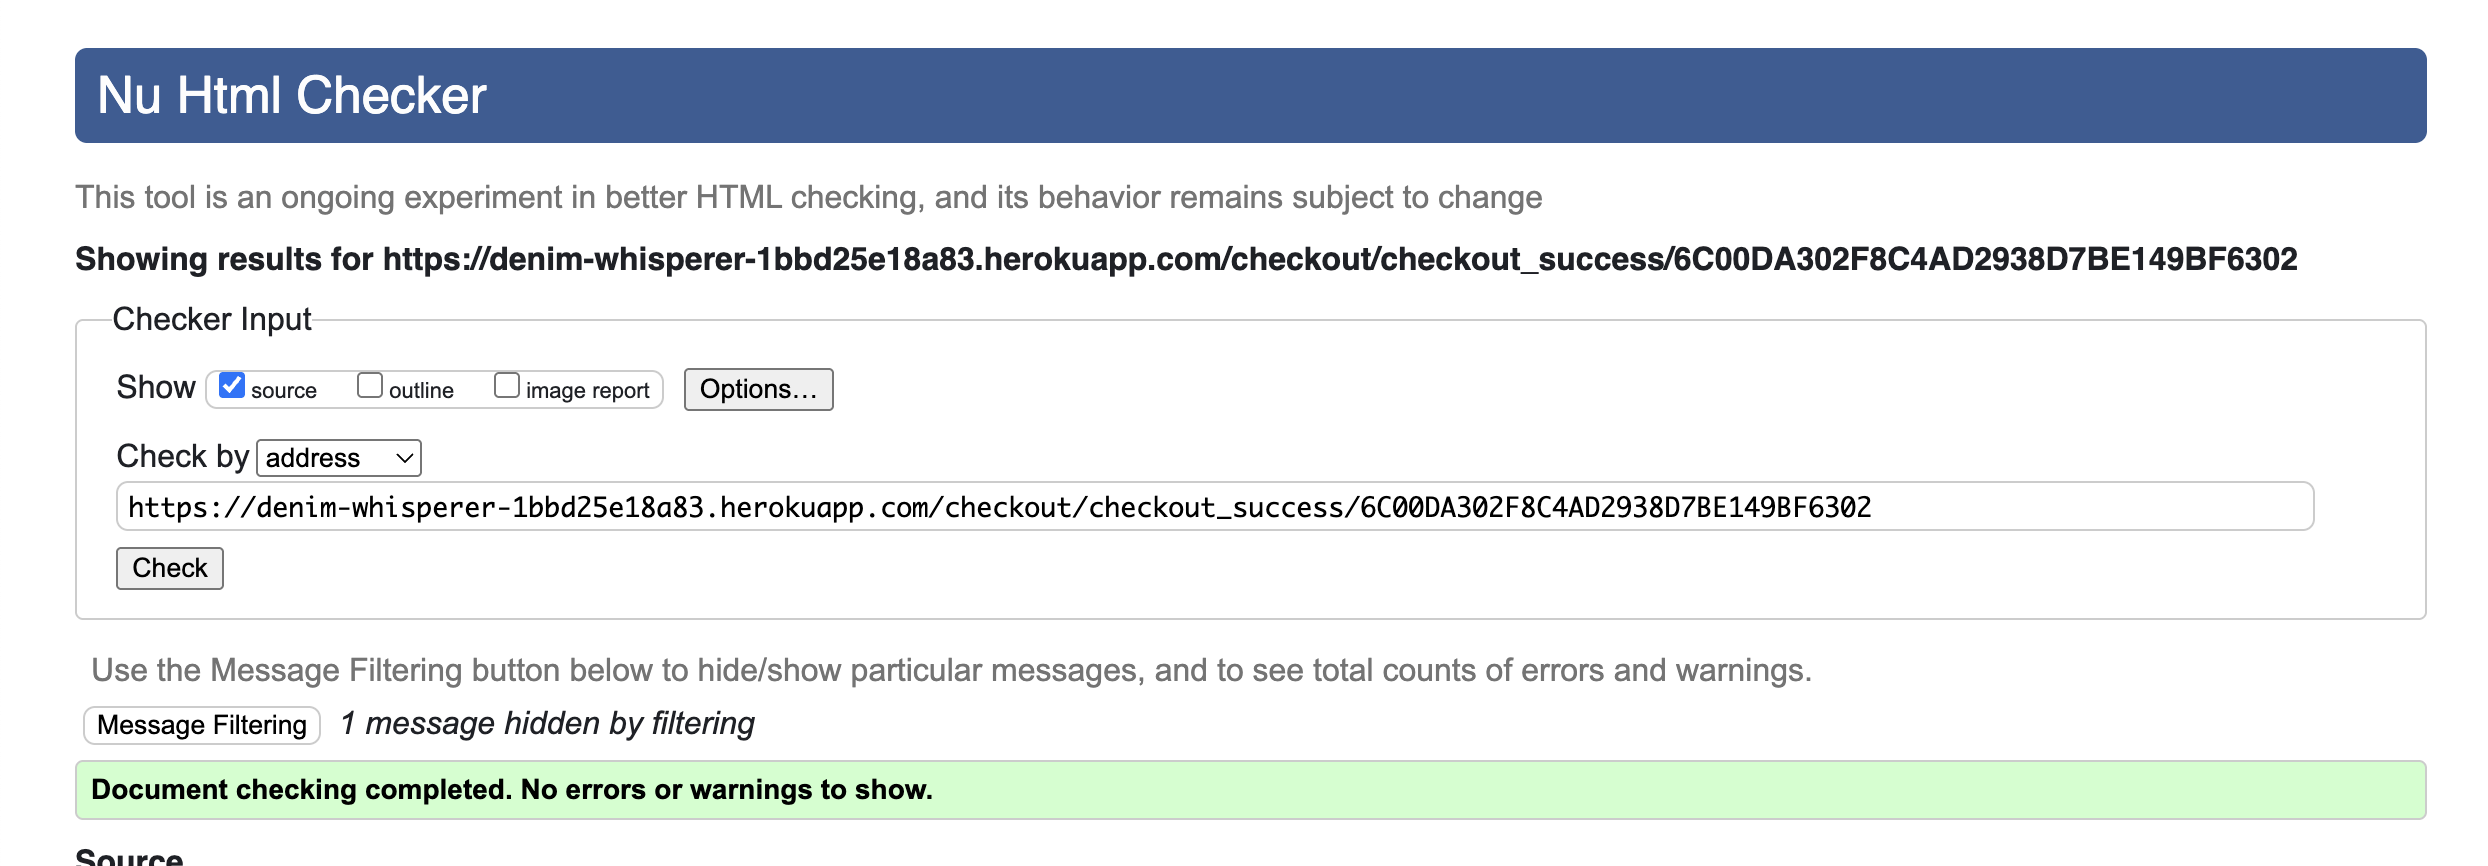 Nu Html Checker
This tool is an ongoing experiment in better HTML checking, and its behavior remains subject to change
Showing results for https://denim-whisperer-1bbd25e18a83.herokuapp.com/checkout/checkout_success/6C00DA302F8C4AD2938D7BE149BF6302
Checker Input
Show source outline image report Options...
Check by address
https://denim-whisperer-1bbd25e18a83.herokuapp.com/checkout/checkout_success/6C00DA302F8C4AD2938D7BE149BF6302
Check
Use the Message Filtering button below to hide/show particular messages, and to see total counts of errors and warnings.
Message Filtering 1 message hidden by filtering
Document checking completed. No errors or warnings to show.
Source